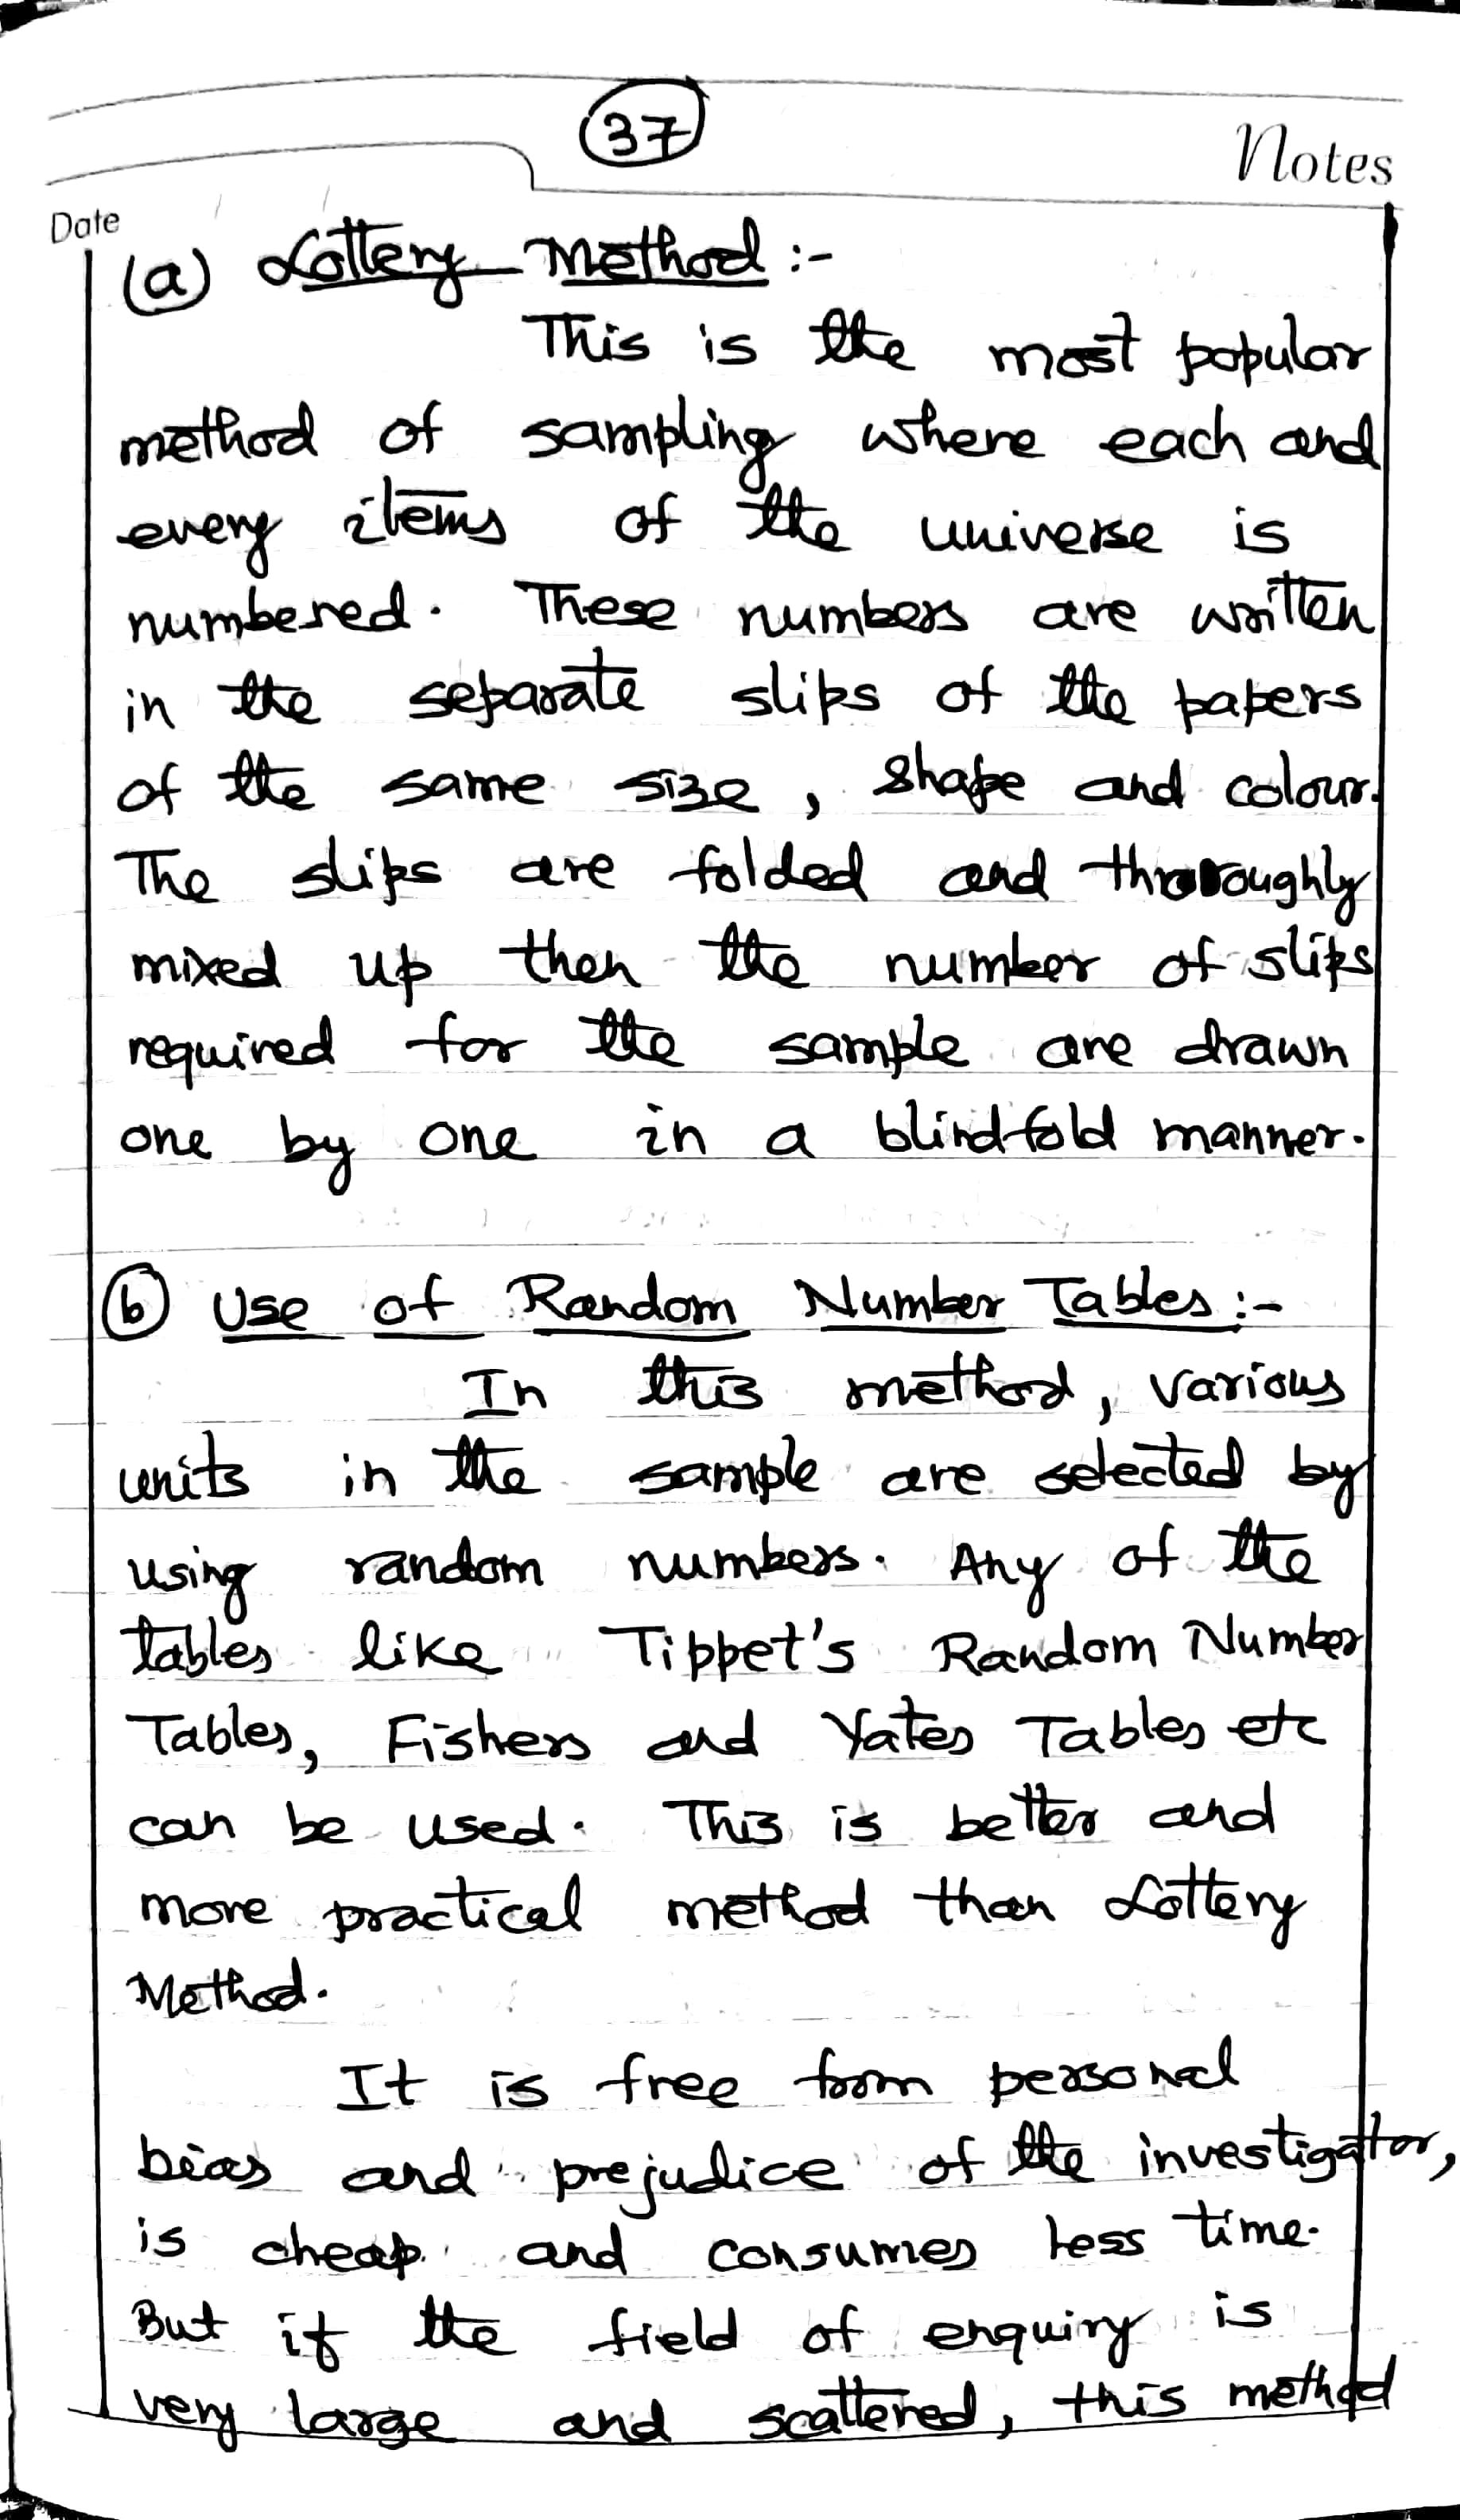 37
Notes
Date
(a) Lottery Method :-
This is the most popular
method of sampling where each and
every items of the universe is
numbered. These numbers are written
in the separate slips of the papers
of the same size, shape and colour.
The slips are folded and thoroughly
mixed up then the number of slips
required for the sample are drawn
one by one in a blindfold manner.
(b) Use of Random Number Tables :-
In this method, various
units in the sample are selected by
using random numbers. Any of the
tables like Tippet's Random Number
Tables, Fishers and Yates Tables etc
can be used. This is better and
more practical method than Lottery
Method.
It is free from personal
bias and prejudice of the investigator,
is cheap and consumes less time.
But if the field of enquiry is
very large and scattered, this method